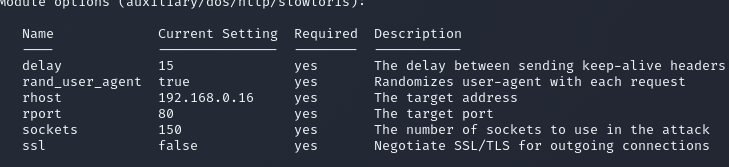 Module options (auxiliary/dos/http/slowloris):
Name Current Setting Required Description
delay 15 yes The delay between sending keep-alive headers
rand_user_agent true yes Randomizes user-agent with each request
rhost 192.168.0.16 yes The target address
rport 80 yes The target port
sockets 150 yes The number of sockets to use in the attack
ssl false yes Negotiate SSL/TLS for outgoing connections